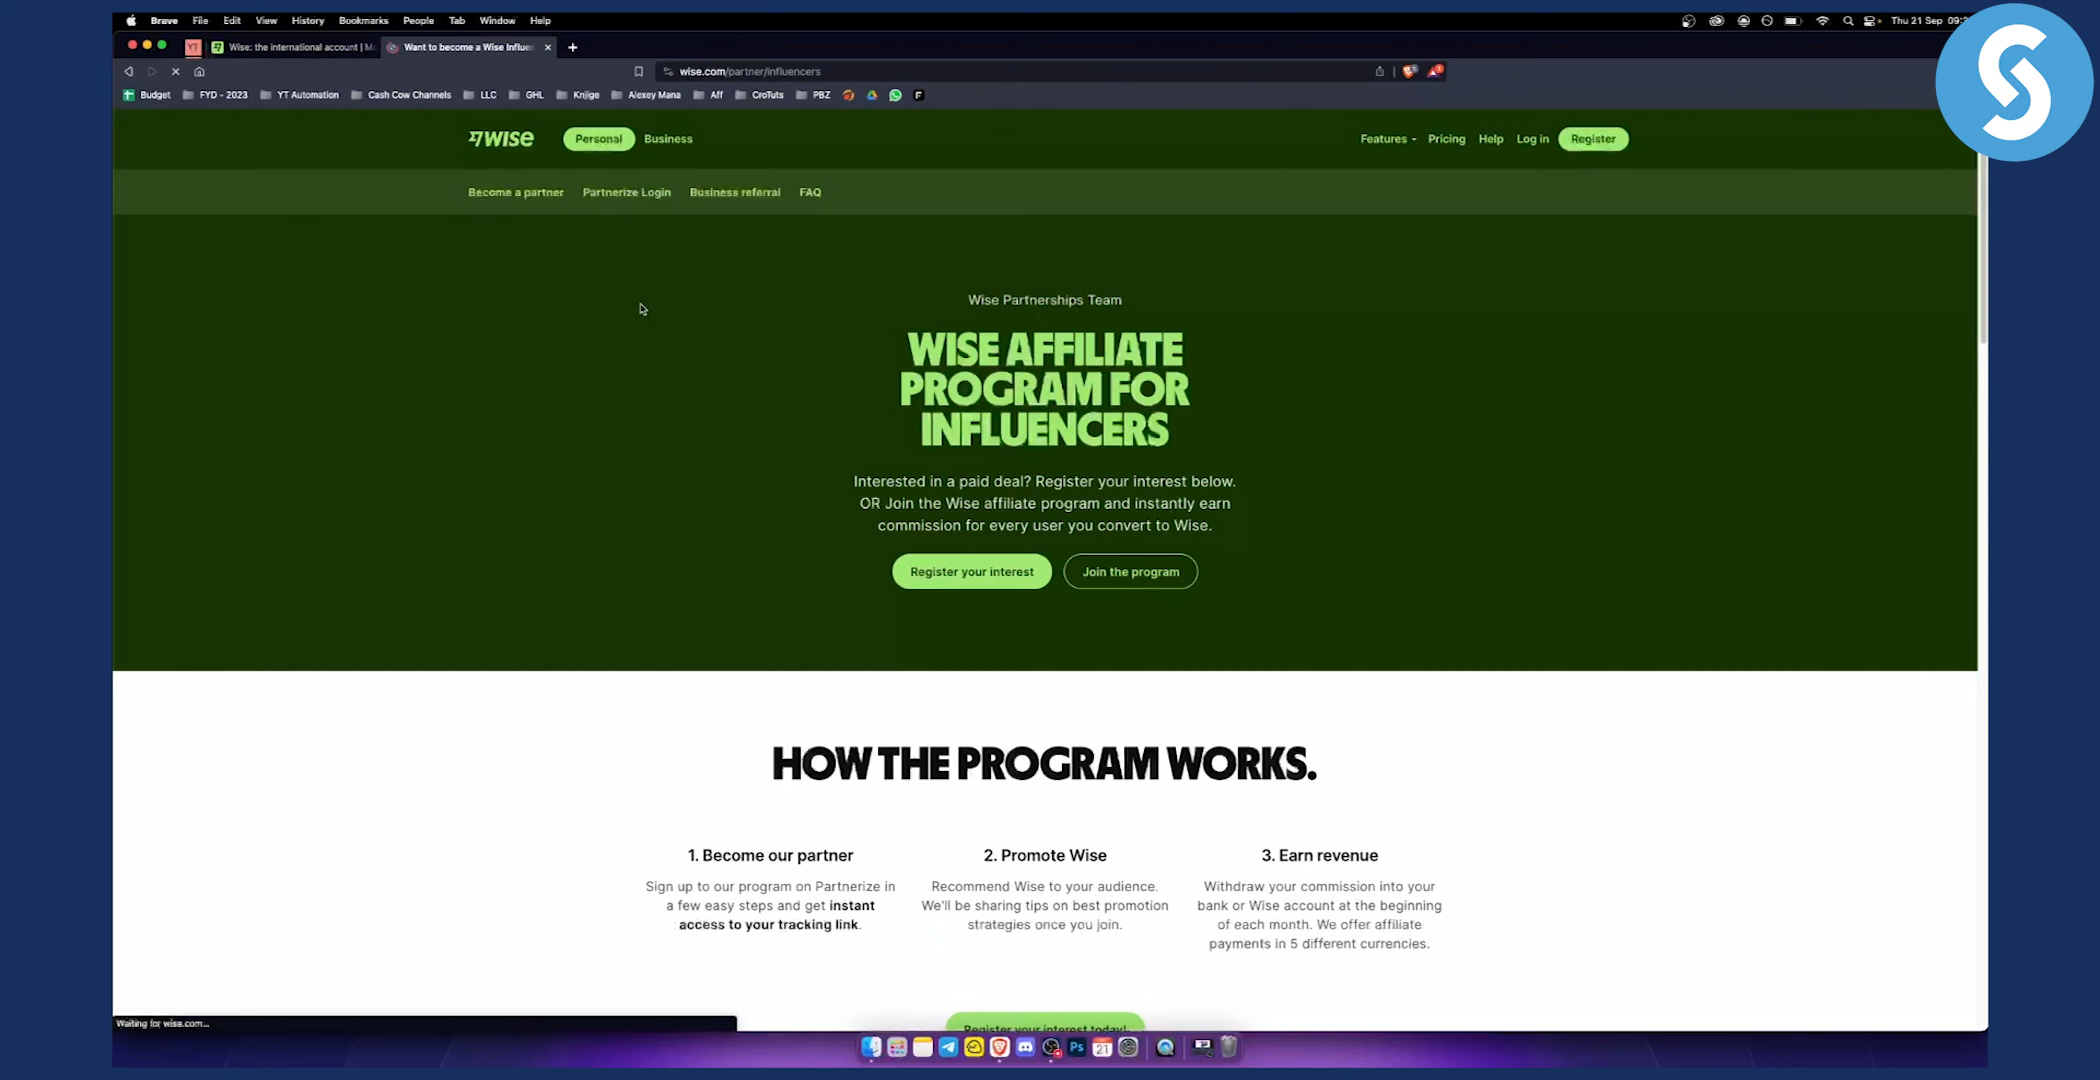 Brave File Edit View History Bookmarks People Tab Window Help Thu 21 Sep
YT Wise: the international account | Want to become a Wise Influen
wise.com/partner/influencers
Budget FYD - 2023 YT Automation Cash Cow Channels LLC GHL Knjige Alexey Mana Aff CroTuts PBZ
WISE Personal Business Features Pricing Help Log in Register
Become a partner Partnerize Login Business referral FAQ
Wise Partnerships Team
WISE AFFILIATE
PROGRAM FOR
INFLUENCERS
Interested in a paid deal? Register your interest below.
OR Join the Wise affiliate program and instantly earn
commission for every user you convert to Wise.
Register your interest Join the program
HOW THE PROGRAM WORKS.
1. Become our partner
Sign up to our program on Partnerize in
a few easy steps and get instant
access to your tracking link.
2. Promote Wise
Recommend Wise to your audience.
We'll be sharing tips on best promotion
strategies once you join.
3. Earn revenue
Withdraw your commission into your
bank or Wise account at the beginning
of each month. We offer affiliate
payments in 5 different currencies.
Register your interest today!
Waiting for wise.com...
Ps 21